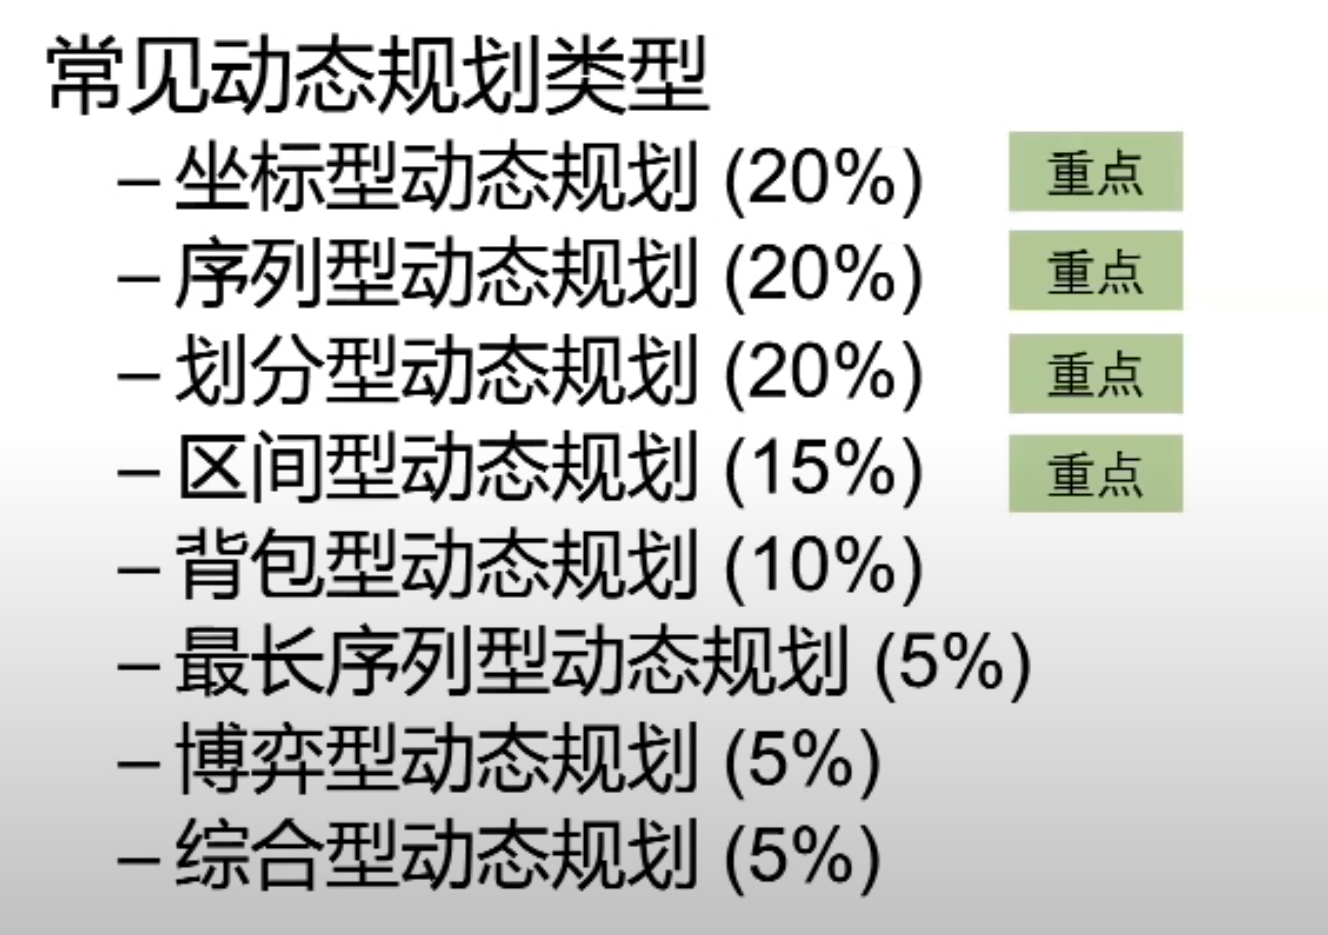 常见动态规划类型
– 坐标型动态规划 (20%) 重点
– 序列型动态规划 (20%) 重点
– 划分型动态规划 (20%) 重点
– 区间型动态规划 (15%) 重点
– 背包型动态规划 (10%)
– 最长序列型动态规划 (5%)
– 博弈型动态规划 (5%)
– 综合型动态规划 (5%)